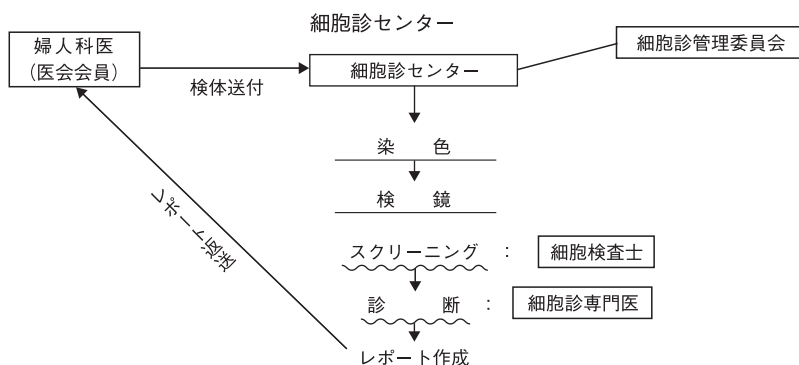 細胞診センター
婦人科医
（医会会員）
検体送付
細胞診センター
細胞診管理委員会
染　色
検　鏡
スクリーニング　：　細胞検査士
診　断　：　細胞診専門医
レポート作成
レポート返送